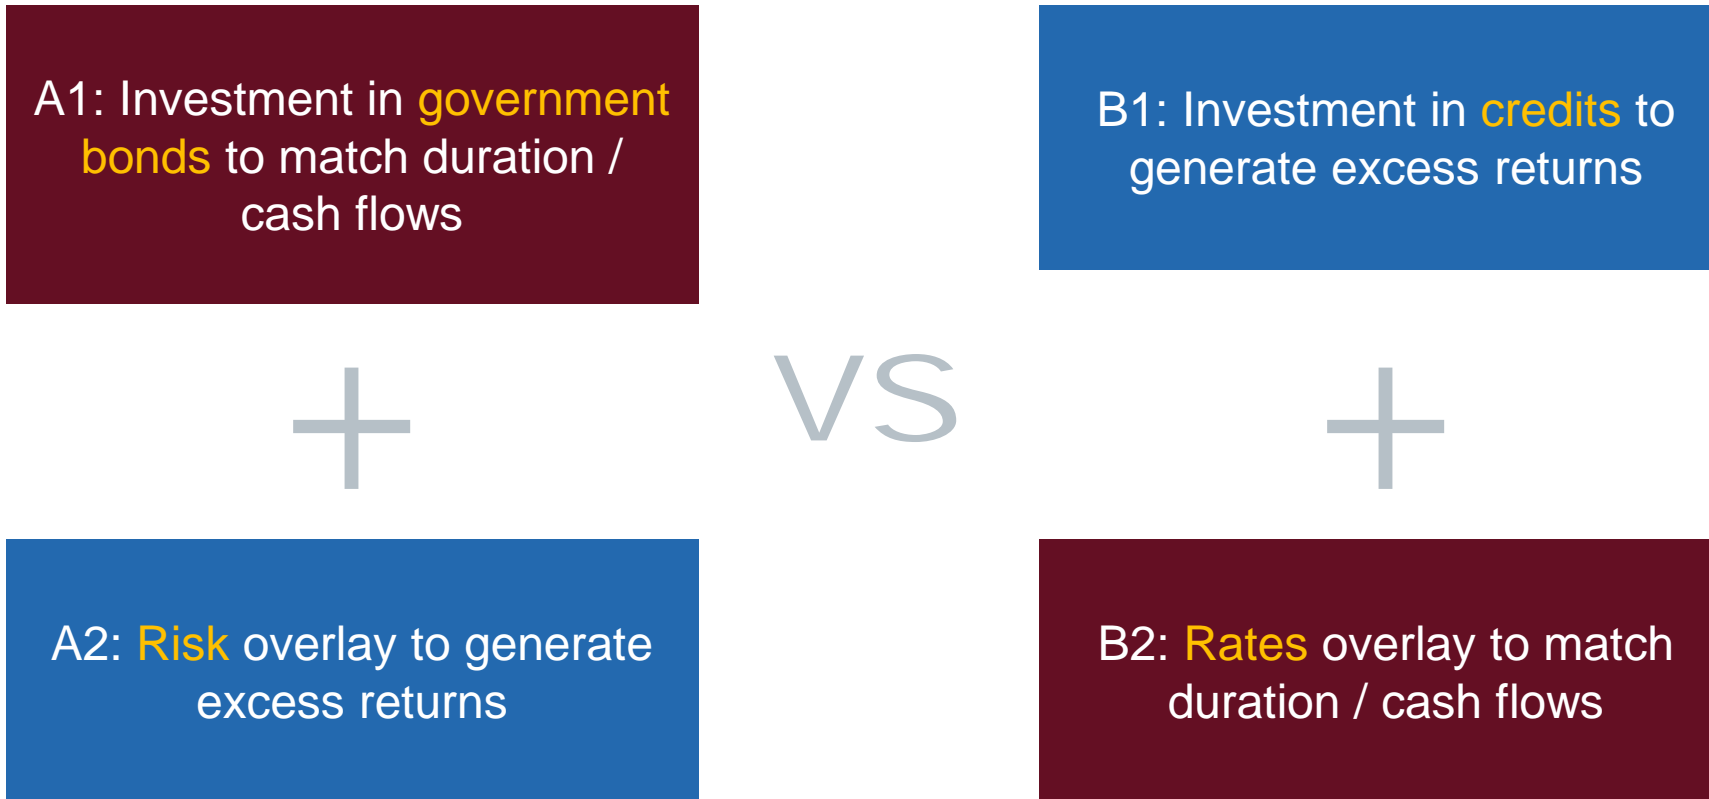 A1: Investment in government
bonds to match duration /
cash flows
+
A2: Risk overlay to generate
excess returns
VS
B1: Investment in credits to
generate excess returns
+
B2: Rates overlay to match
duration / cash flows